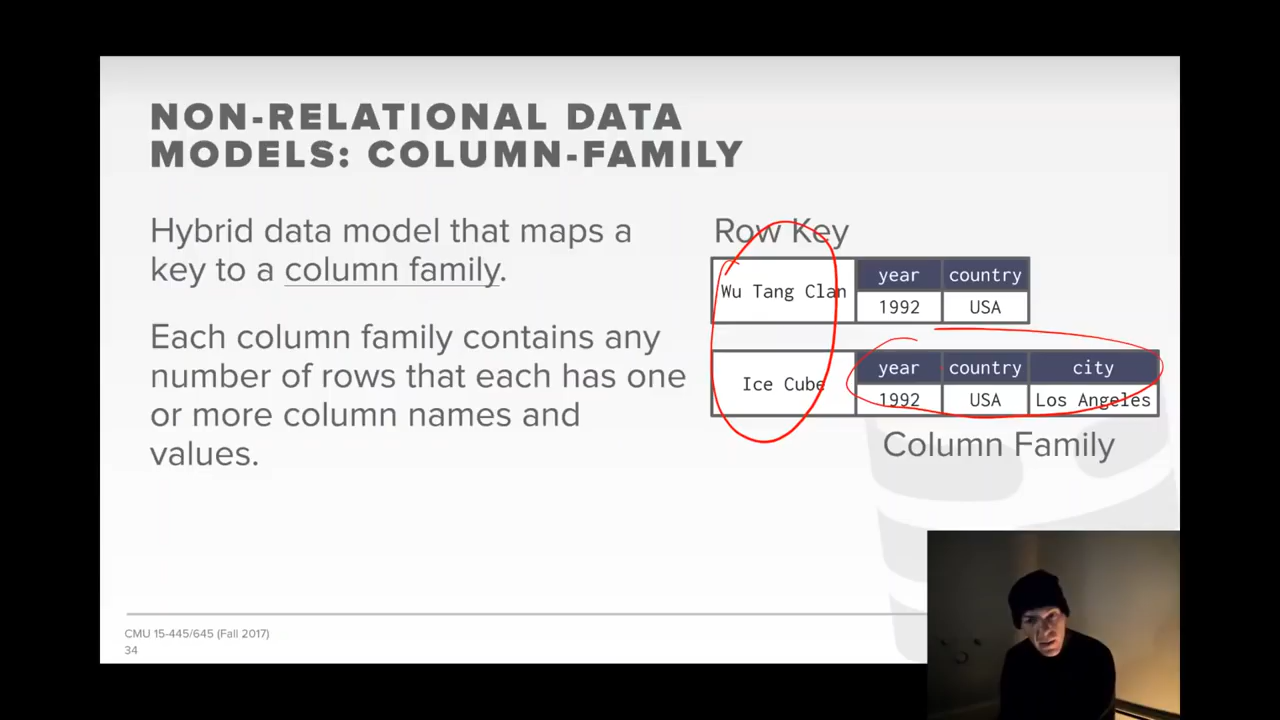 NON-RELATIONAL DATA
MODELS: COLUMN-FAMILY
Hybrid data model that maps a
key to a column family.
Each column family contains any
number of rows that each has one
or more column names and
values.
Row Key
Wu Tang Clan
year country
1992 USA
Ice Cube
year country city
1992 USA Los Angeles
Column Family
CMU 15-445/645 (Fall 2017)
34